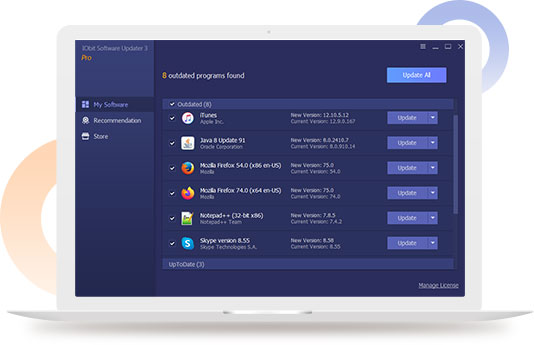 IObit Software Updater 3
Pro
8 outdated programs found
Update All
My Software
Recommendation
Store
Outdated (8)
iTunes
Apple Inc.
New Version: 12.10.5.12
Current Version: 12.9.0.167
Update
Java 8 Update 91
Oracle Corporation
New Version: 8.0.2410.7
Current Version: 8.0.910.14
Update
Mozilla Firefox 54.0 (x86 en-US)
Mozilla
New Version: 75.0
Current Version: 54.0
Update
Mozilla Firefox 74.0 (x64 en-US)
Mozilla
New Version: 75.0
Current Version: 74.0
Update
Notepad++ (32-bit x86)
Notepad++ Team
New Version: 7.8.5
Current Version: 7.4.2
Update
Skype version 8.55
Skype Technologies S.A.
New Version: 8.58
Current Version: 8.55
Update
UpToDate (3)
Manage License